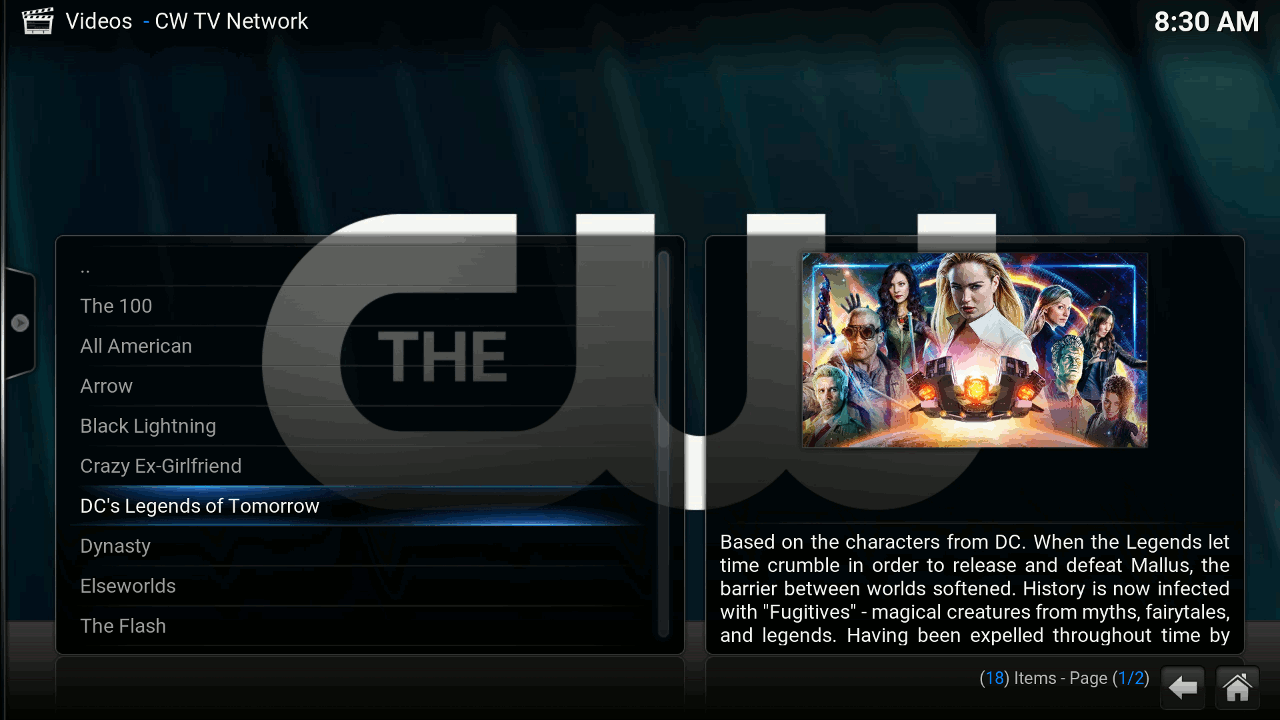 Videos - CW TV Network
8:30 AM
THE
CW
..
The 100
All American
Arrow
Black Lightning
Crazy Ex-Girlfriend
DC's Legends of Tomorrow
Dynasty
Elseworlds
The Flash
Based on the characters from DC. When the Legends let
time crumble in order to release and defeat Mallus, the
barrier between worlds softened. History is now infected
with "Fugitives" - magical creatures from myths, fairytales,
and legends. Having been expelled throughout time by
(18) Items - Page (1/2)